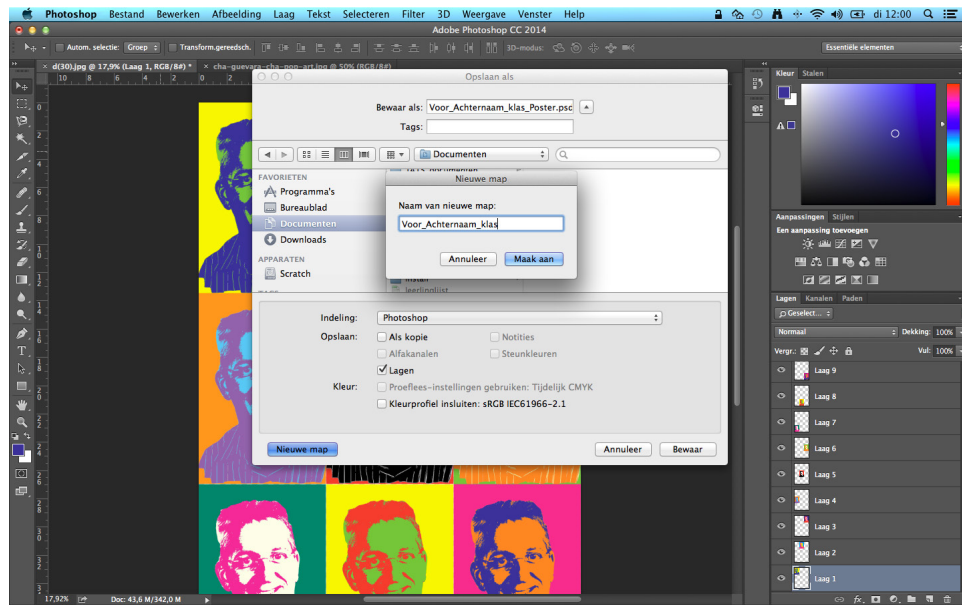 Photoshop Bestand Bewerken Afbeelding Laag Tekst Selecteren Filter 3D Weergave Venster Help di 12:00
Adobe Photoshop CC 2014
Autom. selectie: Groep Transform.gereedsch. 3D-modus: Essentiële elementen
× d(30).jpg @ 17,9% (Laag 1, RGB/8#) * × cha-guevara-cha-pop-art.jpg @ 50% (RGB/8#)
10 8 6 4 2 0 2
Opslaan als
Bewaar als: Voor_Achternaam_klas_Poster.psd
Tags:
Documenten
FAVORIETEN
Programma's
Bureaublad
Documenten
Downloads
APPARATEN
Scratch
Nieuwe map
Naam van nieuwe map:
Voor_Achternaam_klas
Annuleer Maak aan
leerlinglijst
Indeling: Photoshop
Opslaan: Als kopie Notities
Alfakanalen Steunkleuren
Lagen
Kleur: Proeflees-instellingen gebruiken: Tijdelijk CMYK
Kleurprofiel insluiten: sRGB IEC61966-2.1
Nieuwe map Annuleer Bewaar
Kleur Stalen
Aanpassingen Stijlen
Een aanpassing toevoegen
Lagen Kanalen Paden
Geselect...
Normaal Dekking: 100%
Vergr.: Vul: 100%
Laag 9
Laag 8
Laag 7
Laag 6
Laag 5
Laag 4
Laag 3
Laag 2
Laag 1
17,92% Doc: 43,6 M/342,0 M